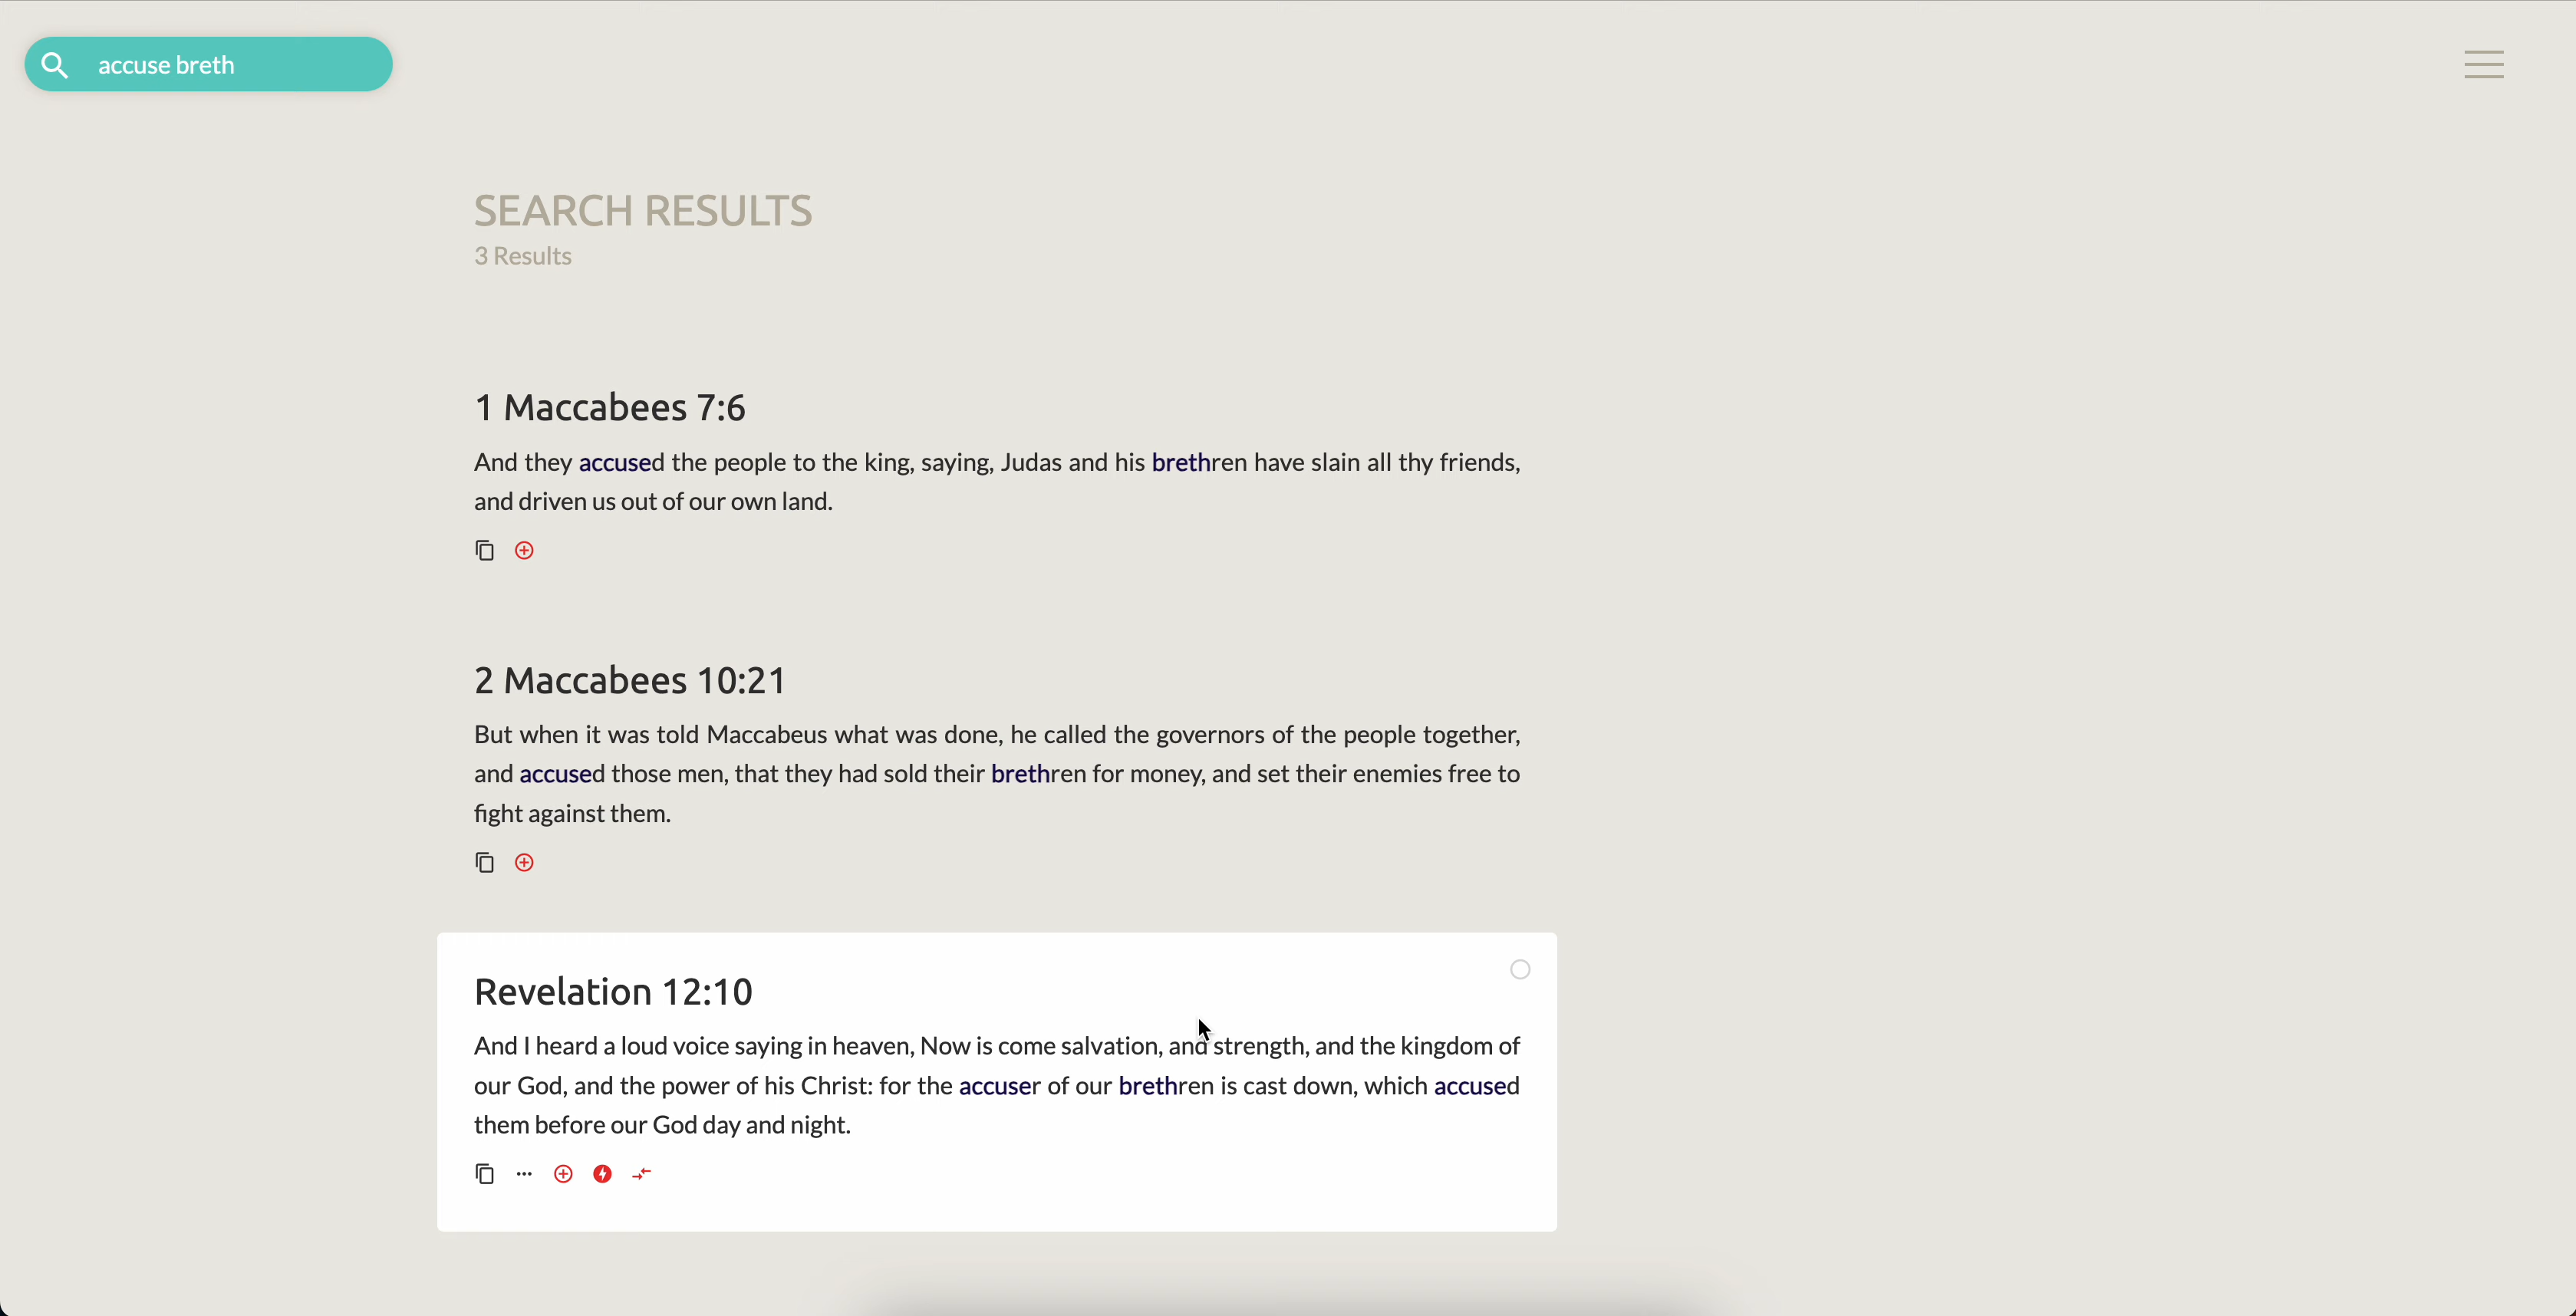 accuse breth
SEARCH RESULTS
3 Results
1 Maccabees 7:6
And they accused the people to the king, saying, Judas and his brethren have slain all thy friends,
and driven us out of our own land.
2 Maccabees 10:21
But when it was told Maccabeus what was done, he called the governors of the people together,
and accused those men, that they had sold their brethren for money, and set their enemies free to
fight against them.
Revelation 12:10
And I heard a loud voice saying in heaven, Now is come salvation, and strength, and the kingdom of
our God, and the power of his Christ: for the accuser of our brethren is cast down, which accused
them before our God day and night.